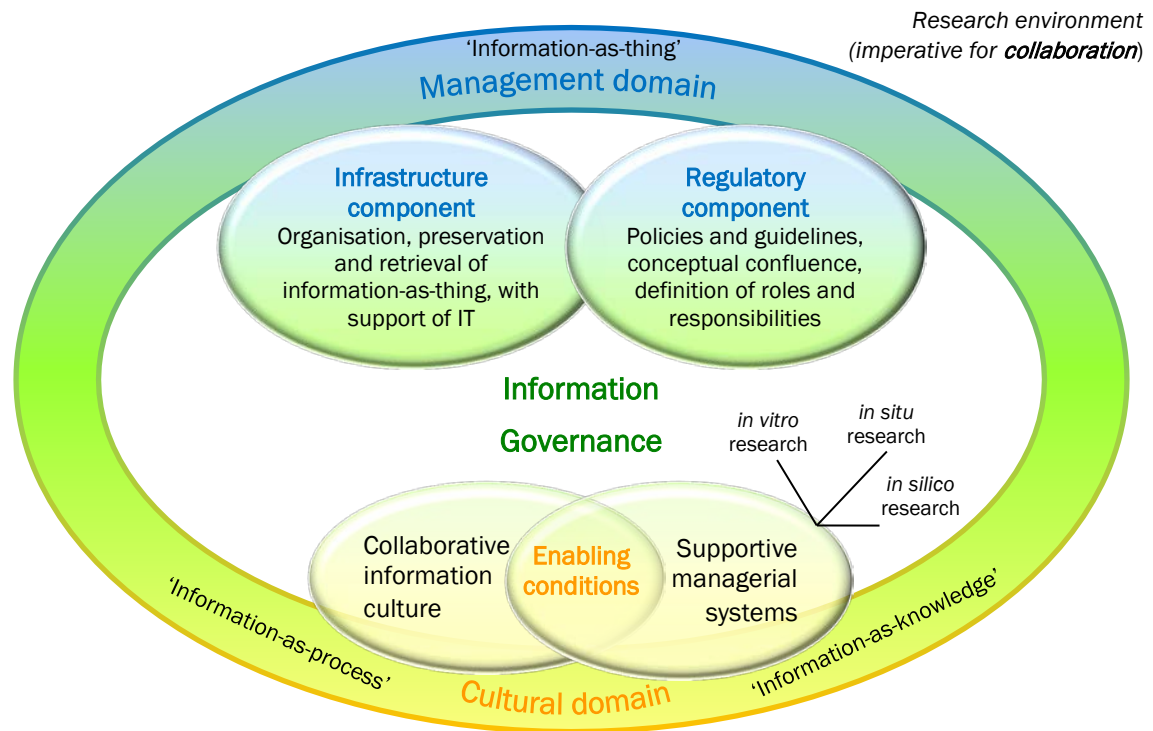 Research environment
(imperative for collaboration)
‘Information-as-thing’
Management domain
Infrastructure
component
Organisation, preservation
and retrieval of
information-as-thing, with
support of IT
Regulatory
component
Policies and guidelines,
conceptual confluence,
definition of roles and
responsibilities
Information
Governance
in vitro
research
in situ
research
in silico
research
Collaborative
information
culture
Enabling
conditions
Supportive
managerial
systems
‘Information-as-process’
‘Information-as-knowledge’
Cultural domain